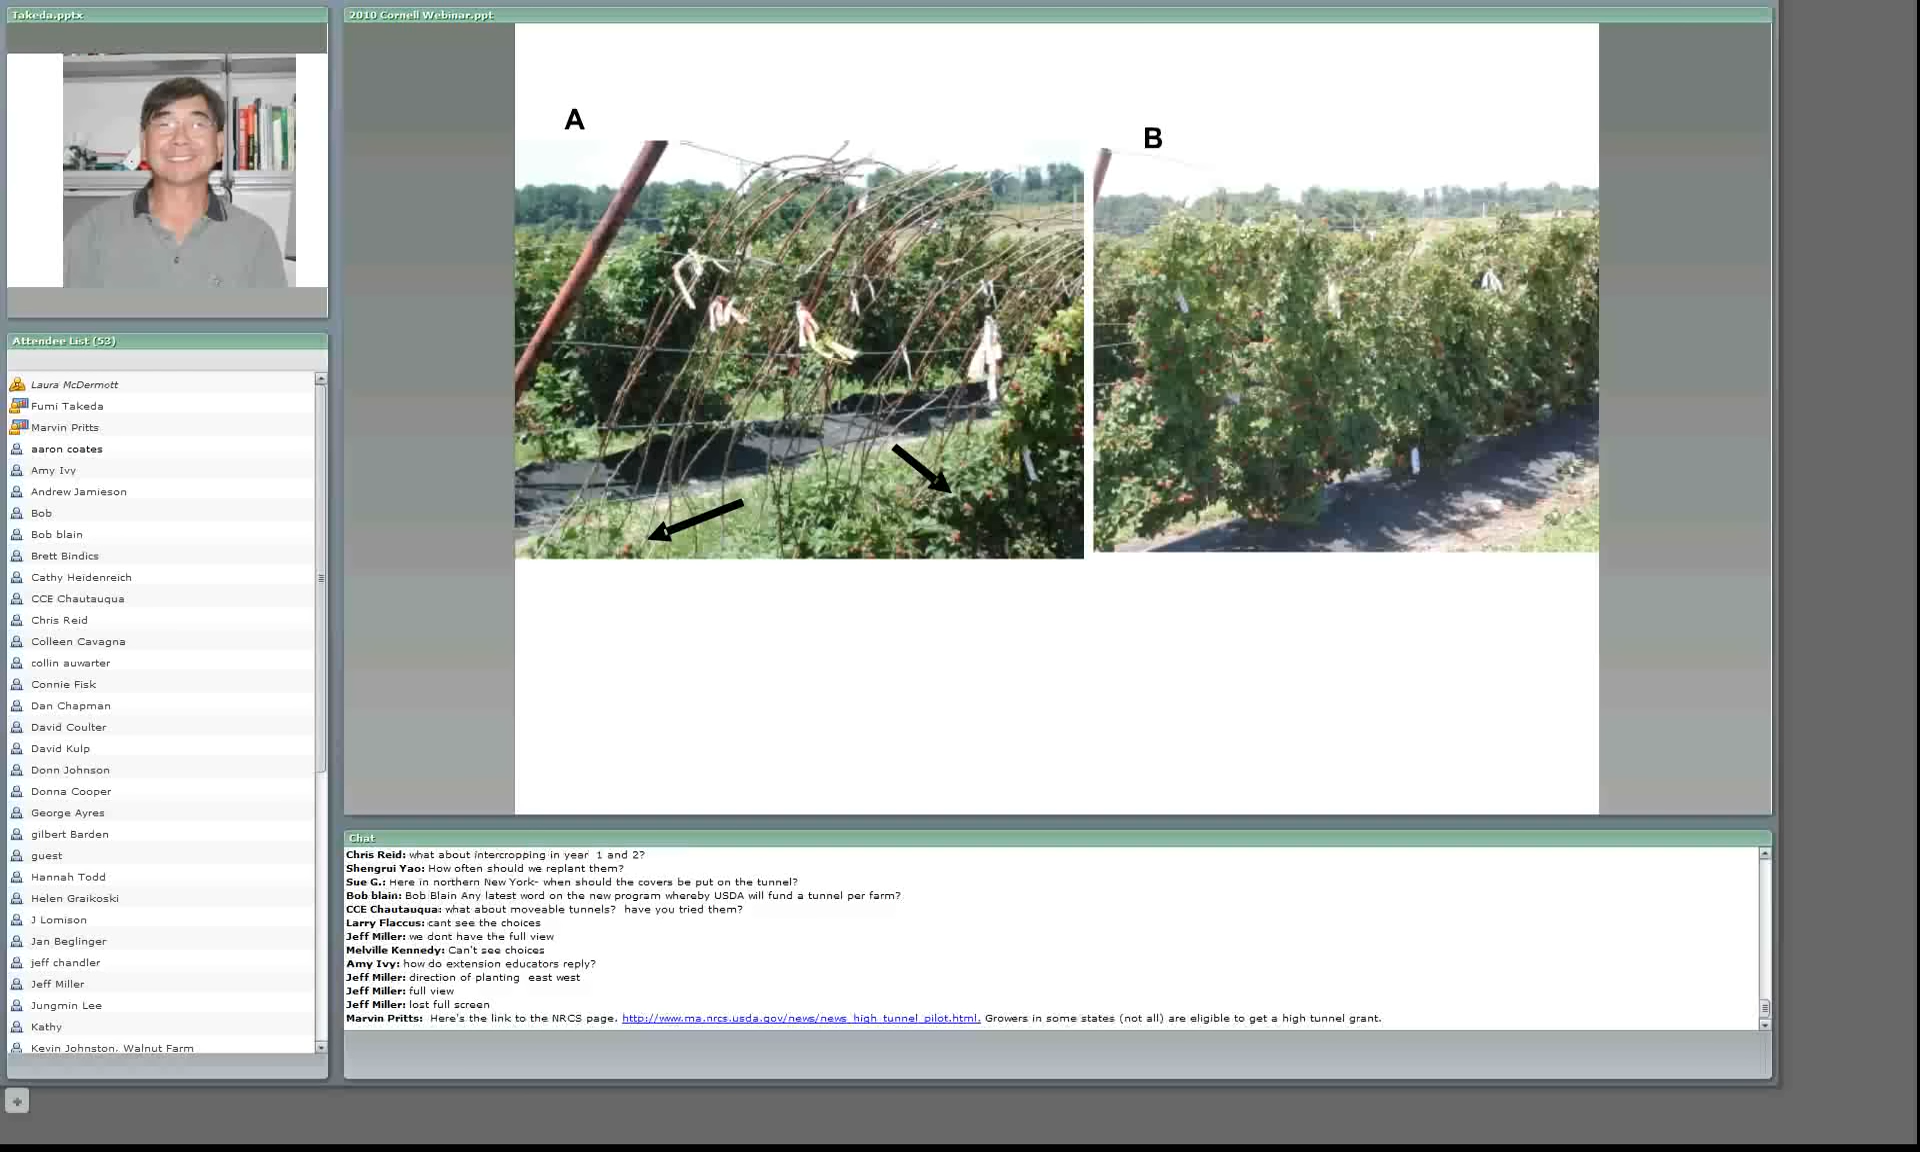 Takeda.pptx
2010 Cornell Webinar.ppt
A
B
Attendee List (53)
Laura McDermott
Fumi Takeda
Marvin Pritts
aaron coates
Amy Ivy
Andrew Jamieson
Bob
Bob blain
Brett Bindics
Cathy Heidenreich
CCE Chautauqua
Chris Reid
Colleen Cavagna
collin auwarter
Connie Fisk
Dan Chapman
David Coulter
David Kulp
Donn Johnson
Donna Cooper
George Ayres
gilbert Barden
guest
Hannah Todd
Helen Graikoski
J Lomison
Jan Beglinger
jeff chandler
Jeff Miller
Jungmin Lee
Kathy
Kevin Johnston, Walnut Farm
Chat
Chris Reid: what about intercropping in year 1 and 2?
Shengrui Yao: How often should we replant them?
Sue G.: Here in northern New York- when should the covers be put on the tunnel?
Bob blain: Bob Blain Any latest word on the new program whereby USDA will fund a tunnel per farm?
CCE Chautauqua: what about moveable tunnels? have you tried them?
Larry Flaccus: cant see the choices
Jeff Miller: we dont have the full view
Melville Kennedy: Can't see choices
Amy Ivy: how do extension educators reply?
Jeff Miller: direction of planting east west
Jeff Miller: full view
Jeff Miller: lost full screen
Marvin Pritts: Here's the link to the NRCS page. http://www.ma.nrcs.usda.gov/news/news_high_tunnel_pilot.html. Growers in some states (not all) are eligible to get a high tunnel grant.